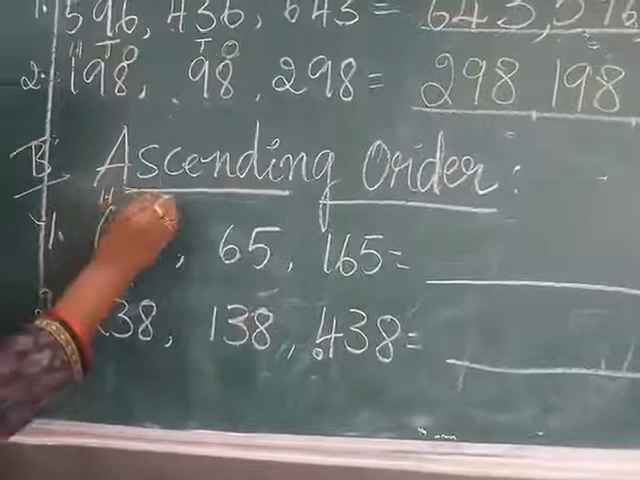 1. 596, 436, 643 = 643, 596
H T O T O
2. 198, 98, 298 = 298 198
B Ascending Order:
H
1. , 65, 165 =
38, 138, 438 =